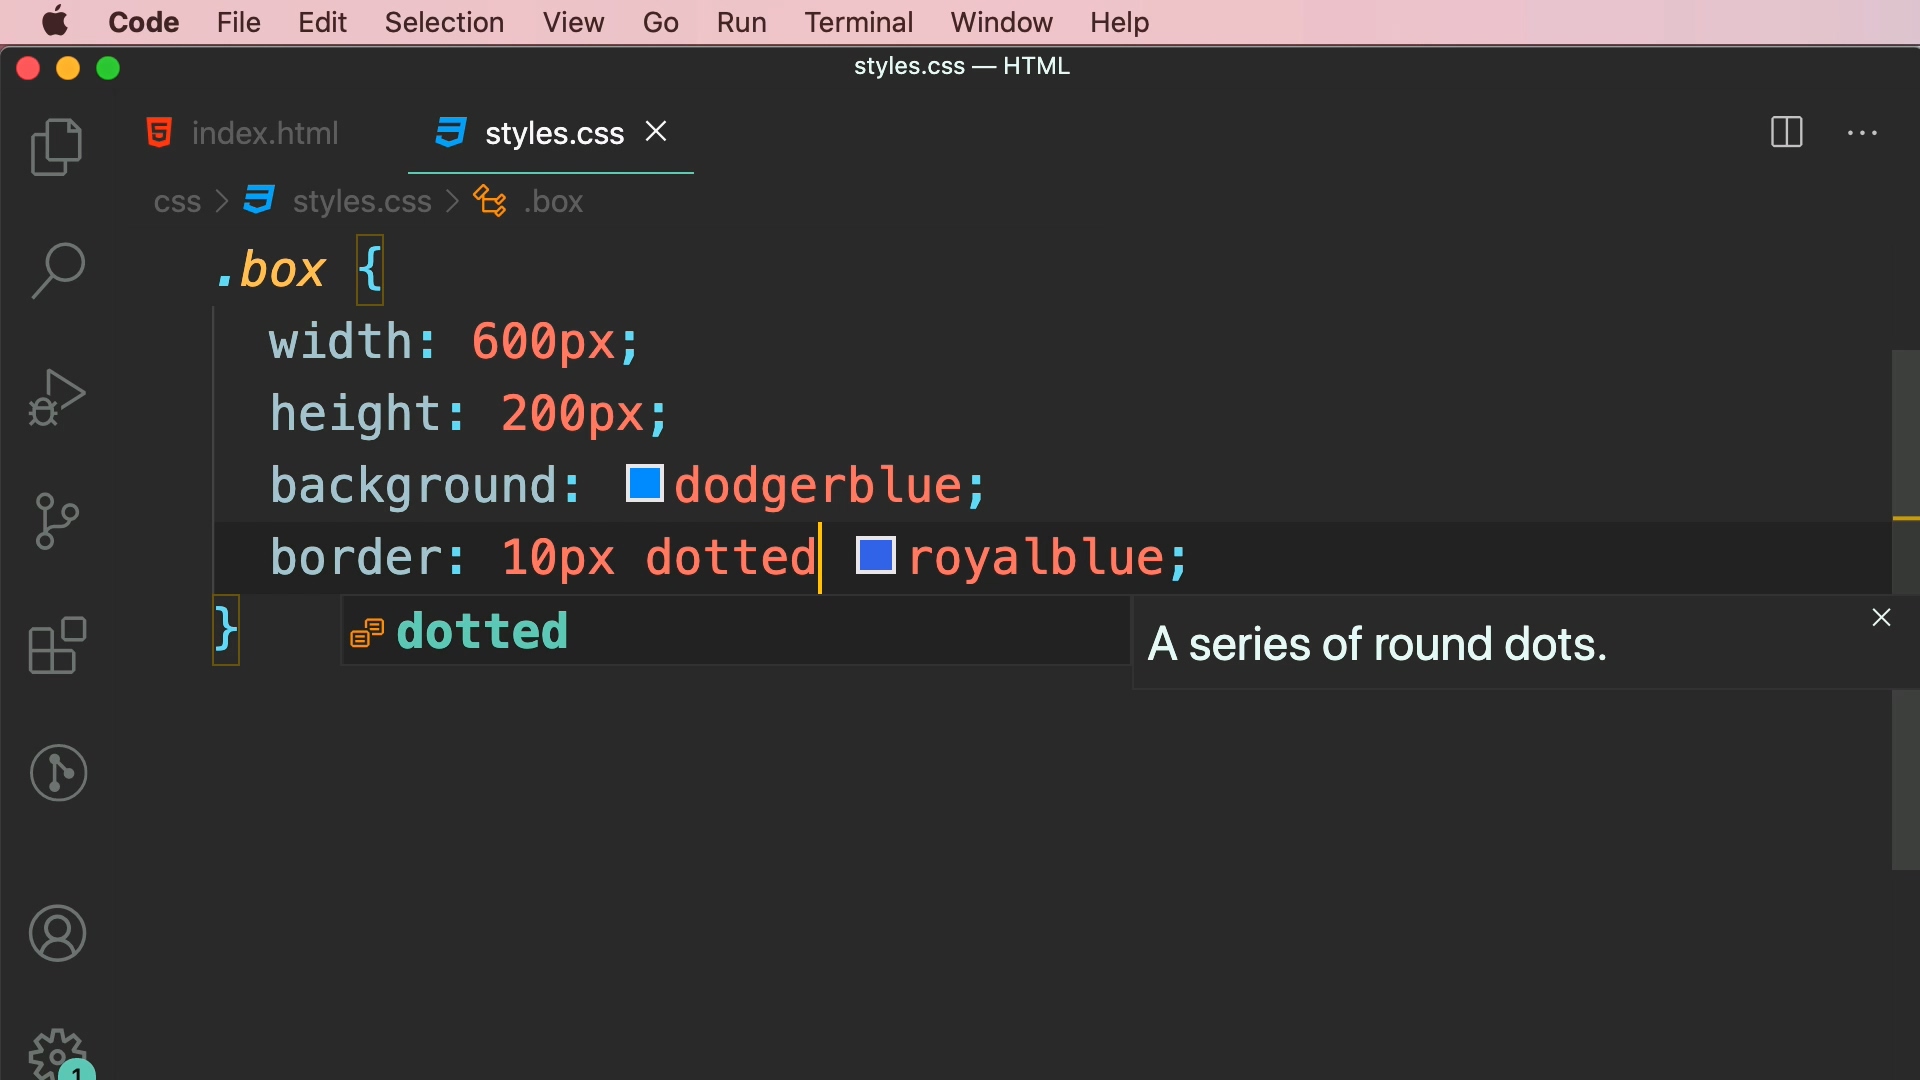 Code File Edit Selection View Go Run Terminal Window Help
styles.css — HTML
index.html styles.css
css > styles.css > .box
.box {
width: 600px;
height: 200px;
background: dodgerblue;
border: 10px dotted royalblue;
}
dotted
A series of round dots.
1